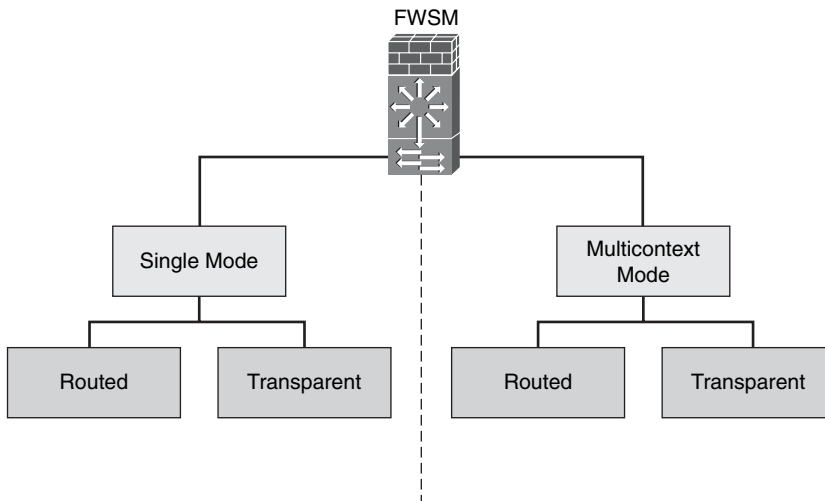 FWSM
Single Mode
Multicontext
Mode
Routed
Transparent
Routed
Transparent